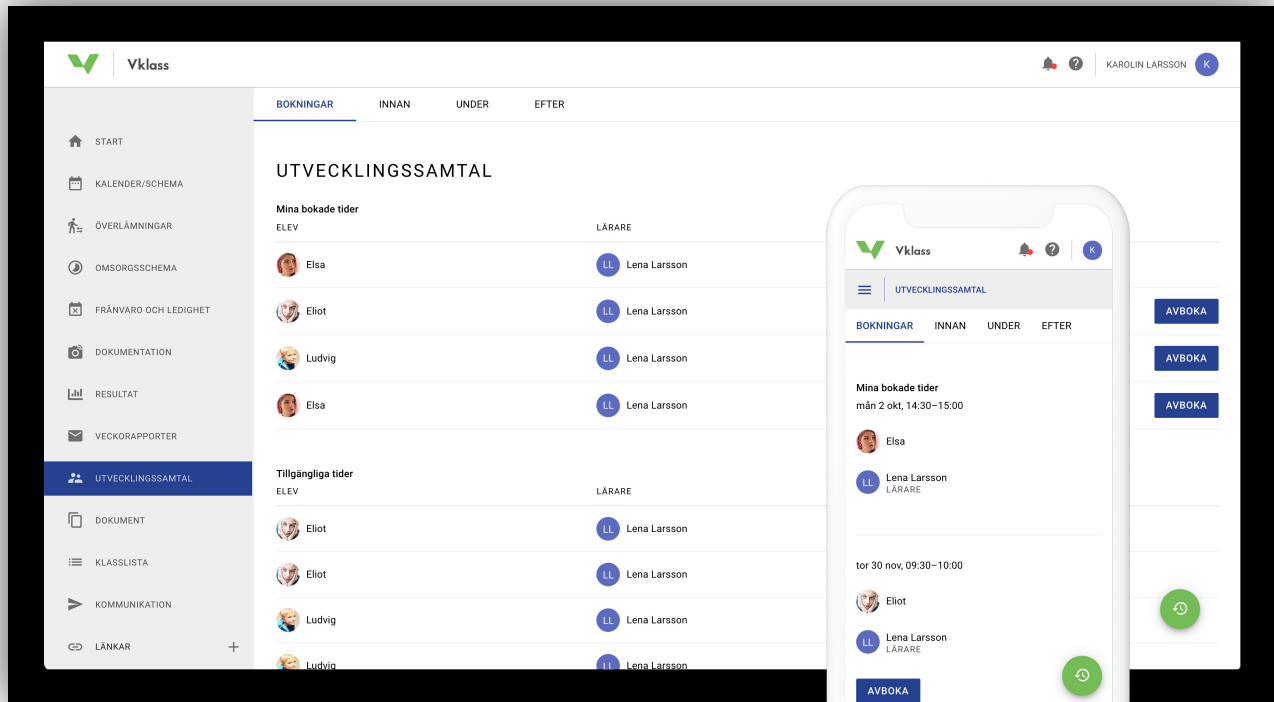 Vklass
KAROLIN LARSSON K
BOKNINGAR INNAN UNDER EFTER
START
KALENDER/SCHEMA
ÖVERLÄMNINGAR
OMSORGSSCHEMA
FRÅNVARO OCH LEDIGHET
DOKUMENTATION
RESULTAT
VECKORAPPORTER
UTVECKLINGSSAMTAL
DOKUMENT
KLASSLISTA
KOMMUNIKATION
LÄNKAR
UTVECKLINGSSAMTAL
Mina bokade tider
ELEV LÄRARE
Elsa LL Lena Larsson
Eliot LL Lena Larsson AVBOKA
Ludvig LL Lena Larsson AVBOKA
Elsa LL Lena Larsson AVBOKA
Tillgängliga tider
ELEV LÄRARE
Eliot LL Lena Larsson
Eliot LL Lena Larsson
Ludvig LL Lena Larsson
Ludvig LL Lena Larsson
Vklass K
UTVECKLINGSSAMTAL
BOKNINGAR INNAN UNDER EFTER
Mina bokade tider
mån 2 okt, 14:30–15:00
Elsa
LL Lena Larsson
LÄRARE
tor 30 nov, 09:30–10:00
Eliot
LL Lena Larsson
LÄRARE
AVBOKA